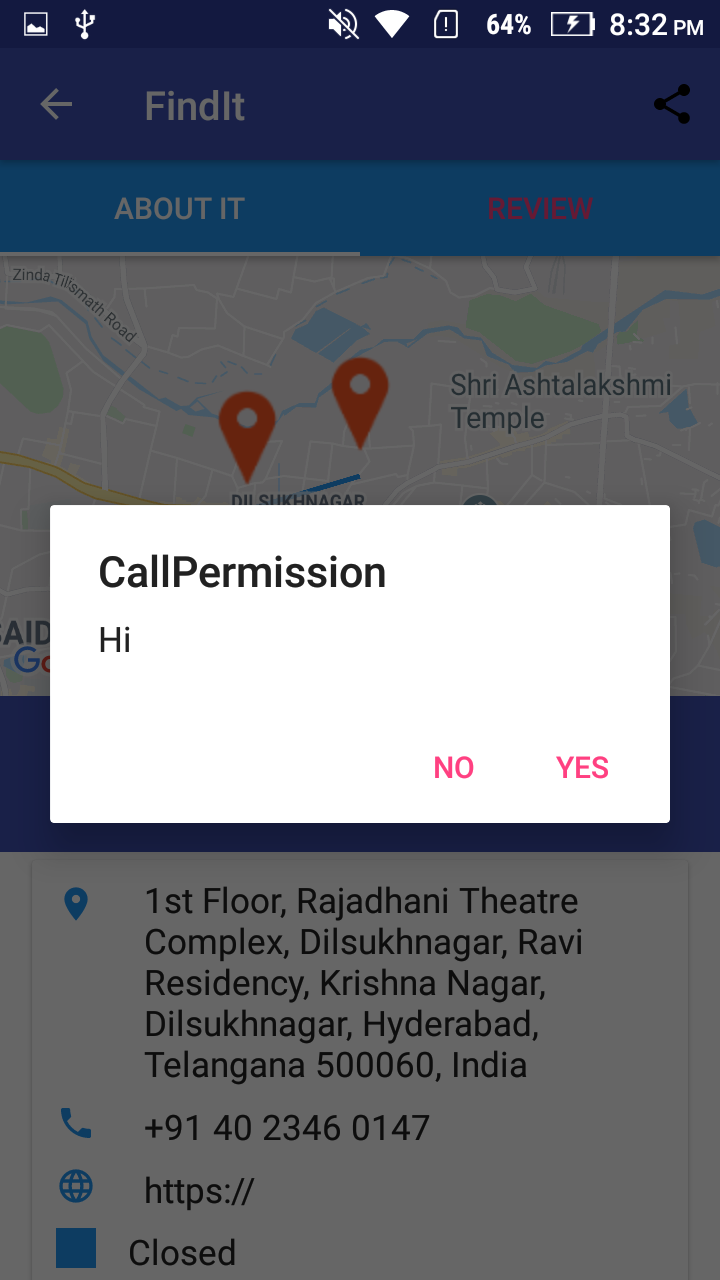 64%
8:32 PM
FindIt
ABOUT IT
REVIEW
Zinda Tilismath Road
Shri Ashtalakshmi
Temple
DILSUKHNAGAR
CallPermission
Hi
SAID
Go
NO
YES
1st Floor, Rajadhani Theatre
Complex, Dilsukhnagar, Ravi
Residency, Krishna Nagar,
Dilsukhnagar, Hyderabad,
Telangana 500060, India
+91 40 2346 0147
https://
Closed